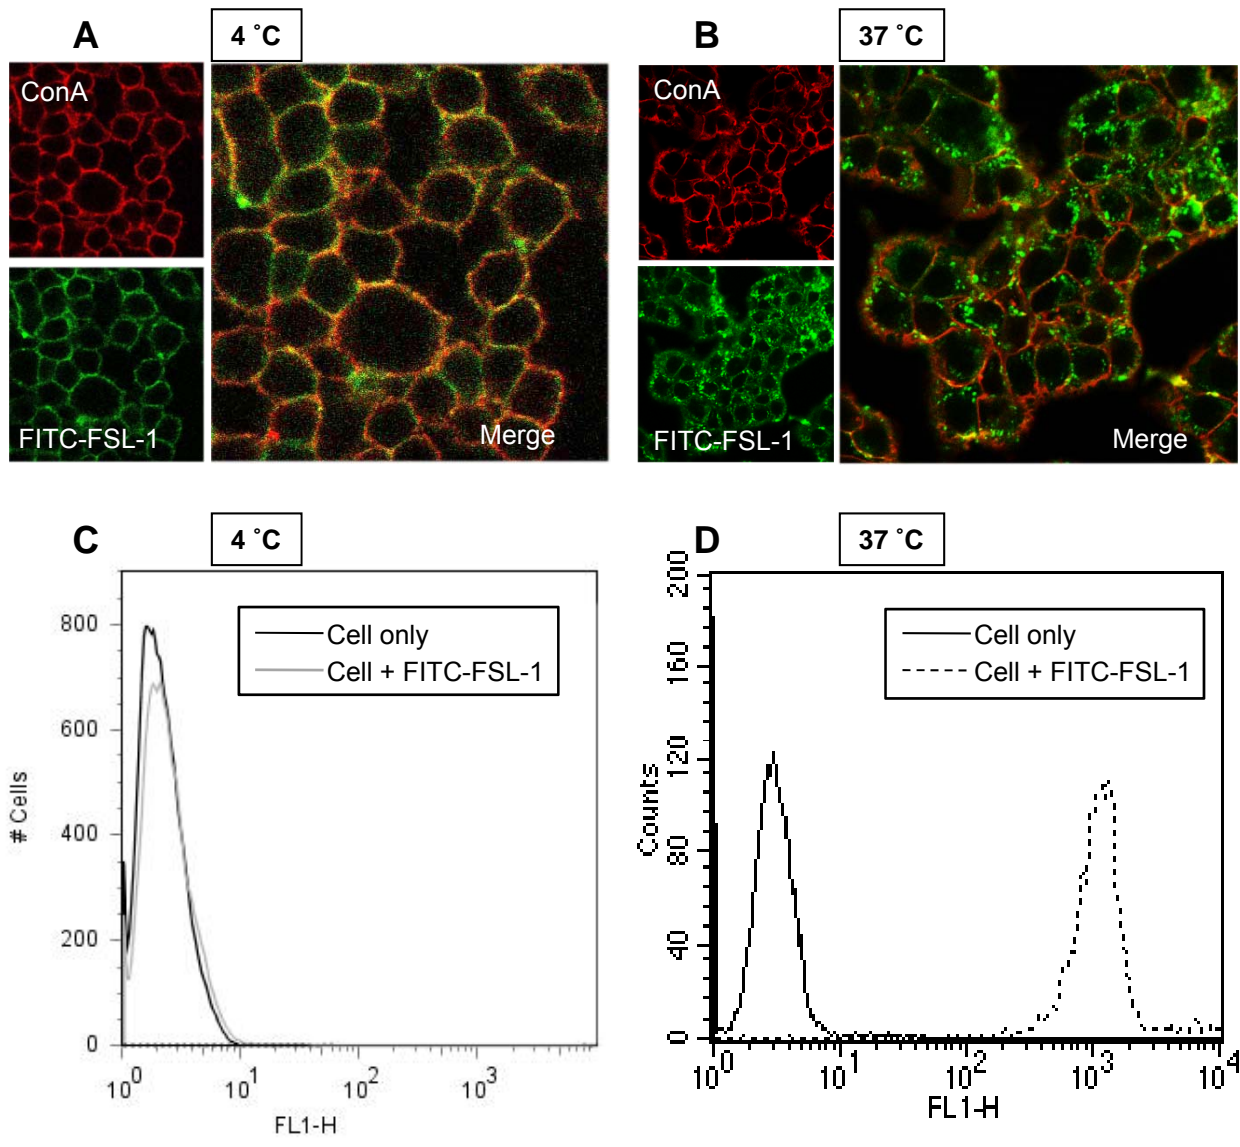 A
4 ˚C
B
37 ˚C
ConA
FITC-FSL-1
Merge
ConA
FITC-FSL-1
Merge
C
4 ˚C
D
37 ˚C
Cell only
Cell + FITC-FSL-1
# Cells
800
600
400
200
0
10^0
10^1
10^2
10^3
FL1-H
Cell only
Cell + FITC-FSL-1
Counts
200
160
120
80
40
0
10^0
10^1
10^2
10^3
10^4
FL1-H